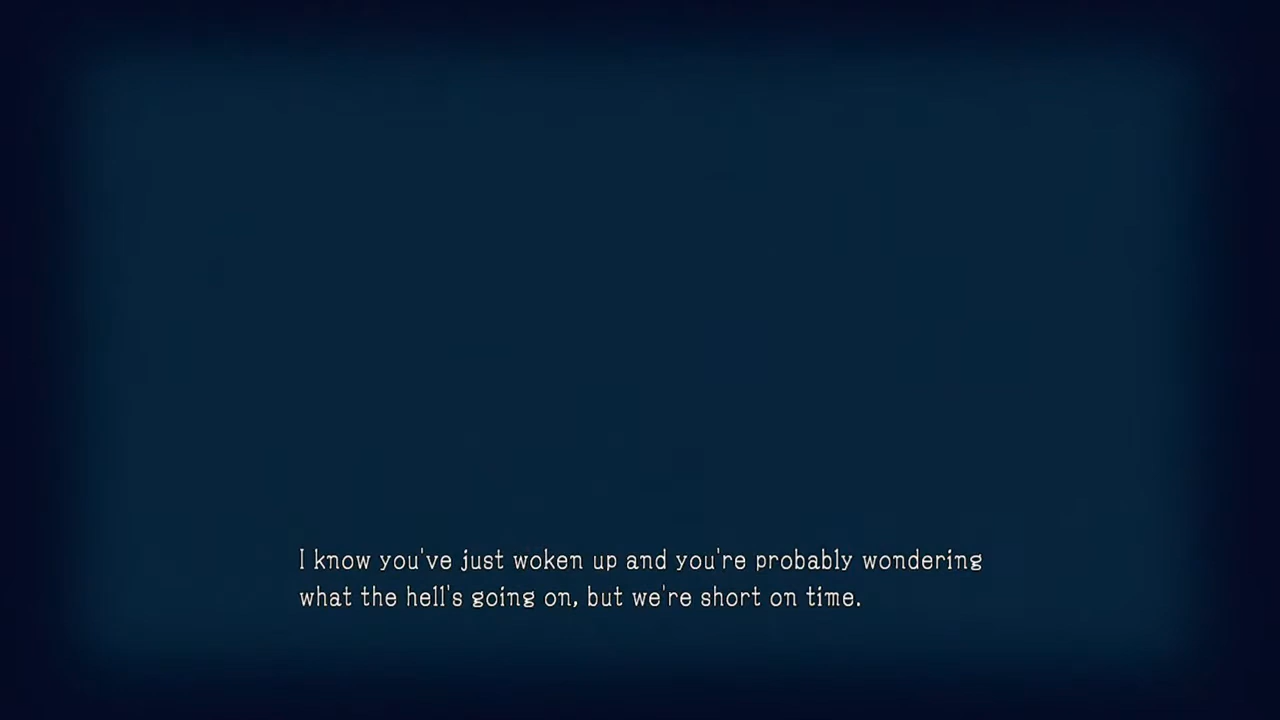 I know you've just woken up and you're probably wondering
what the hell's going on, but we're short on time.